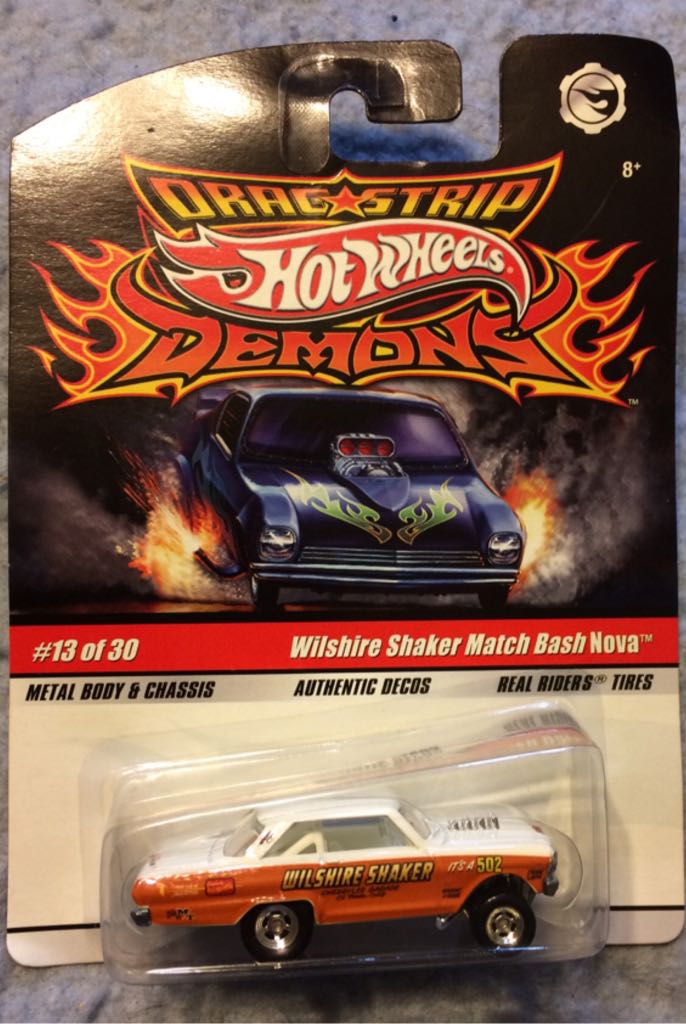 8+
DRAG★STRIP
HOT WHEELS®
DEMONS™
#13 of 30
Wilshire Shaker Match Bash Nova™
METAL BODY & CHASSIS
AUTHENTIC DECOS
REAL RIDERS® TIRES
WILSHIRE SHAKER
IT'S A 502